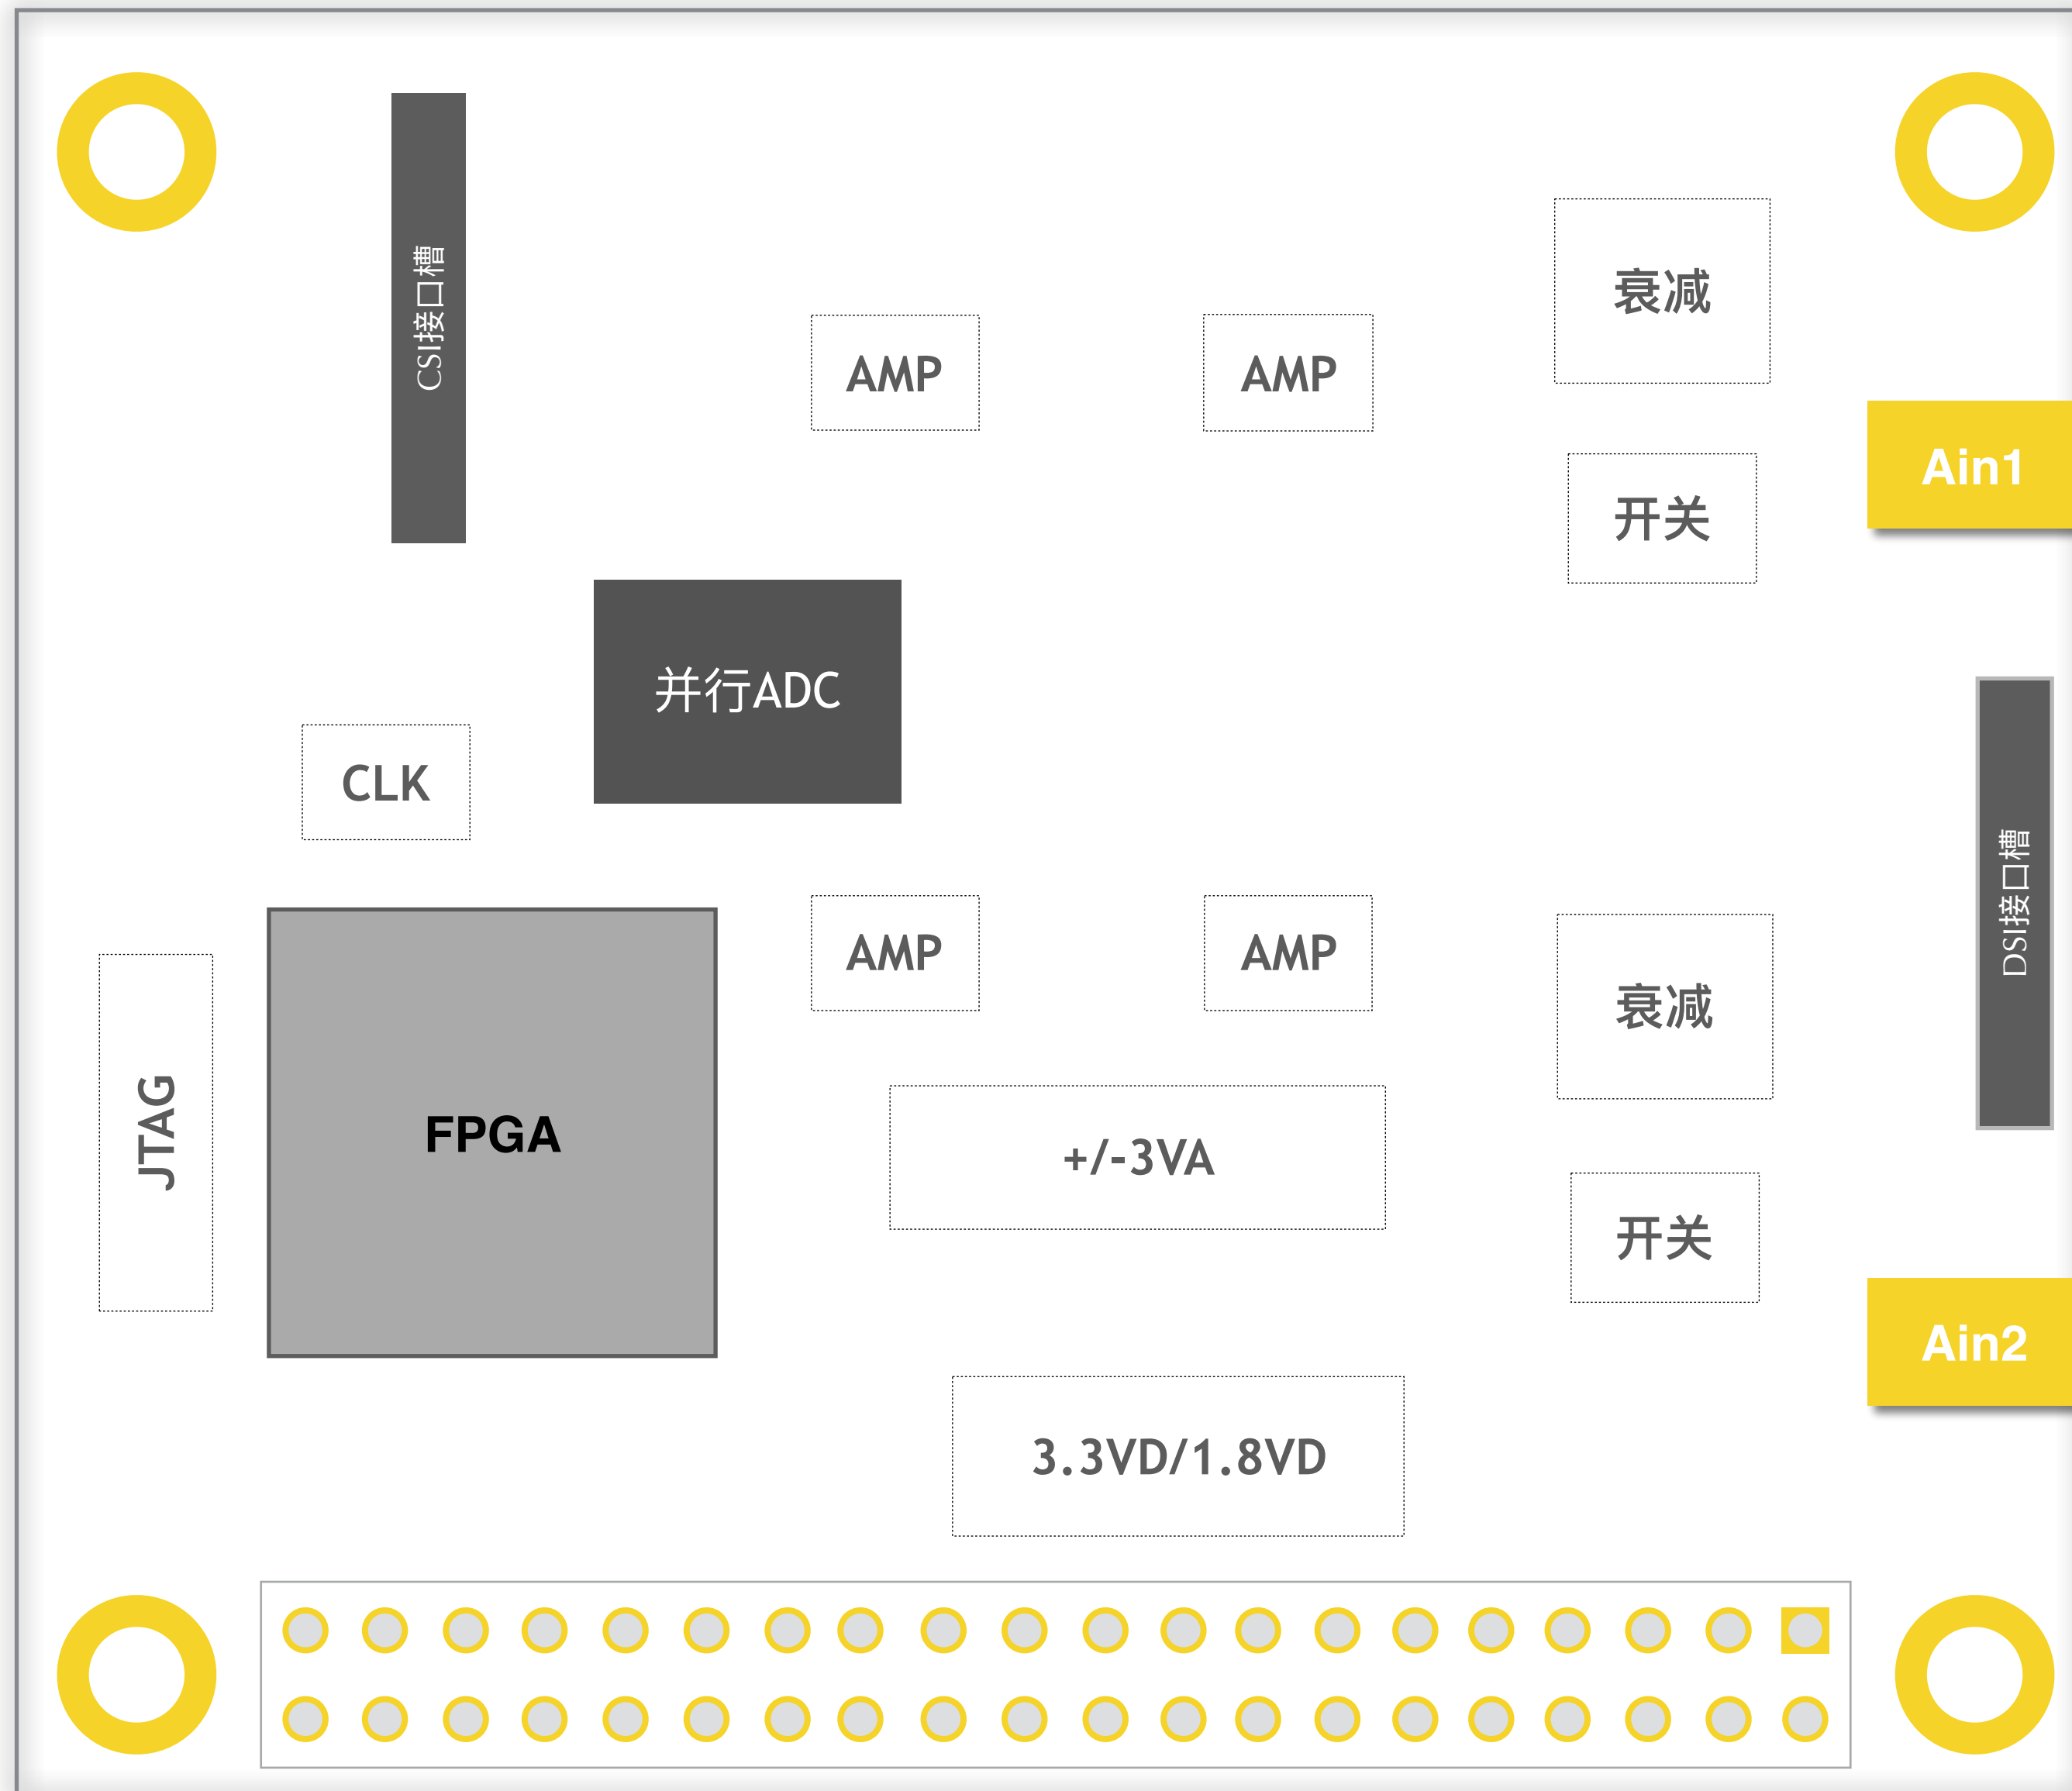 CSI接口槽
衰减
AMP
AMP
Ain1
开关
并行ADC
CLK
DSI接口槽
AMP
AMP
衰减
JTAG
FPGA
+/-3VA
开关
Ain2
3.3VD/1.8VD